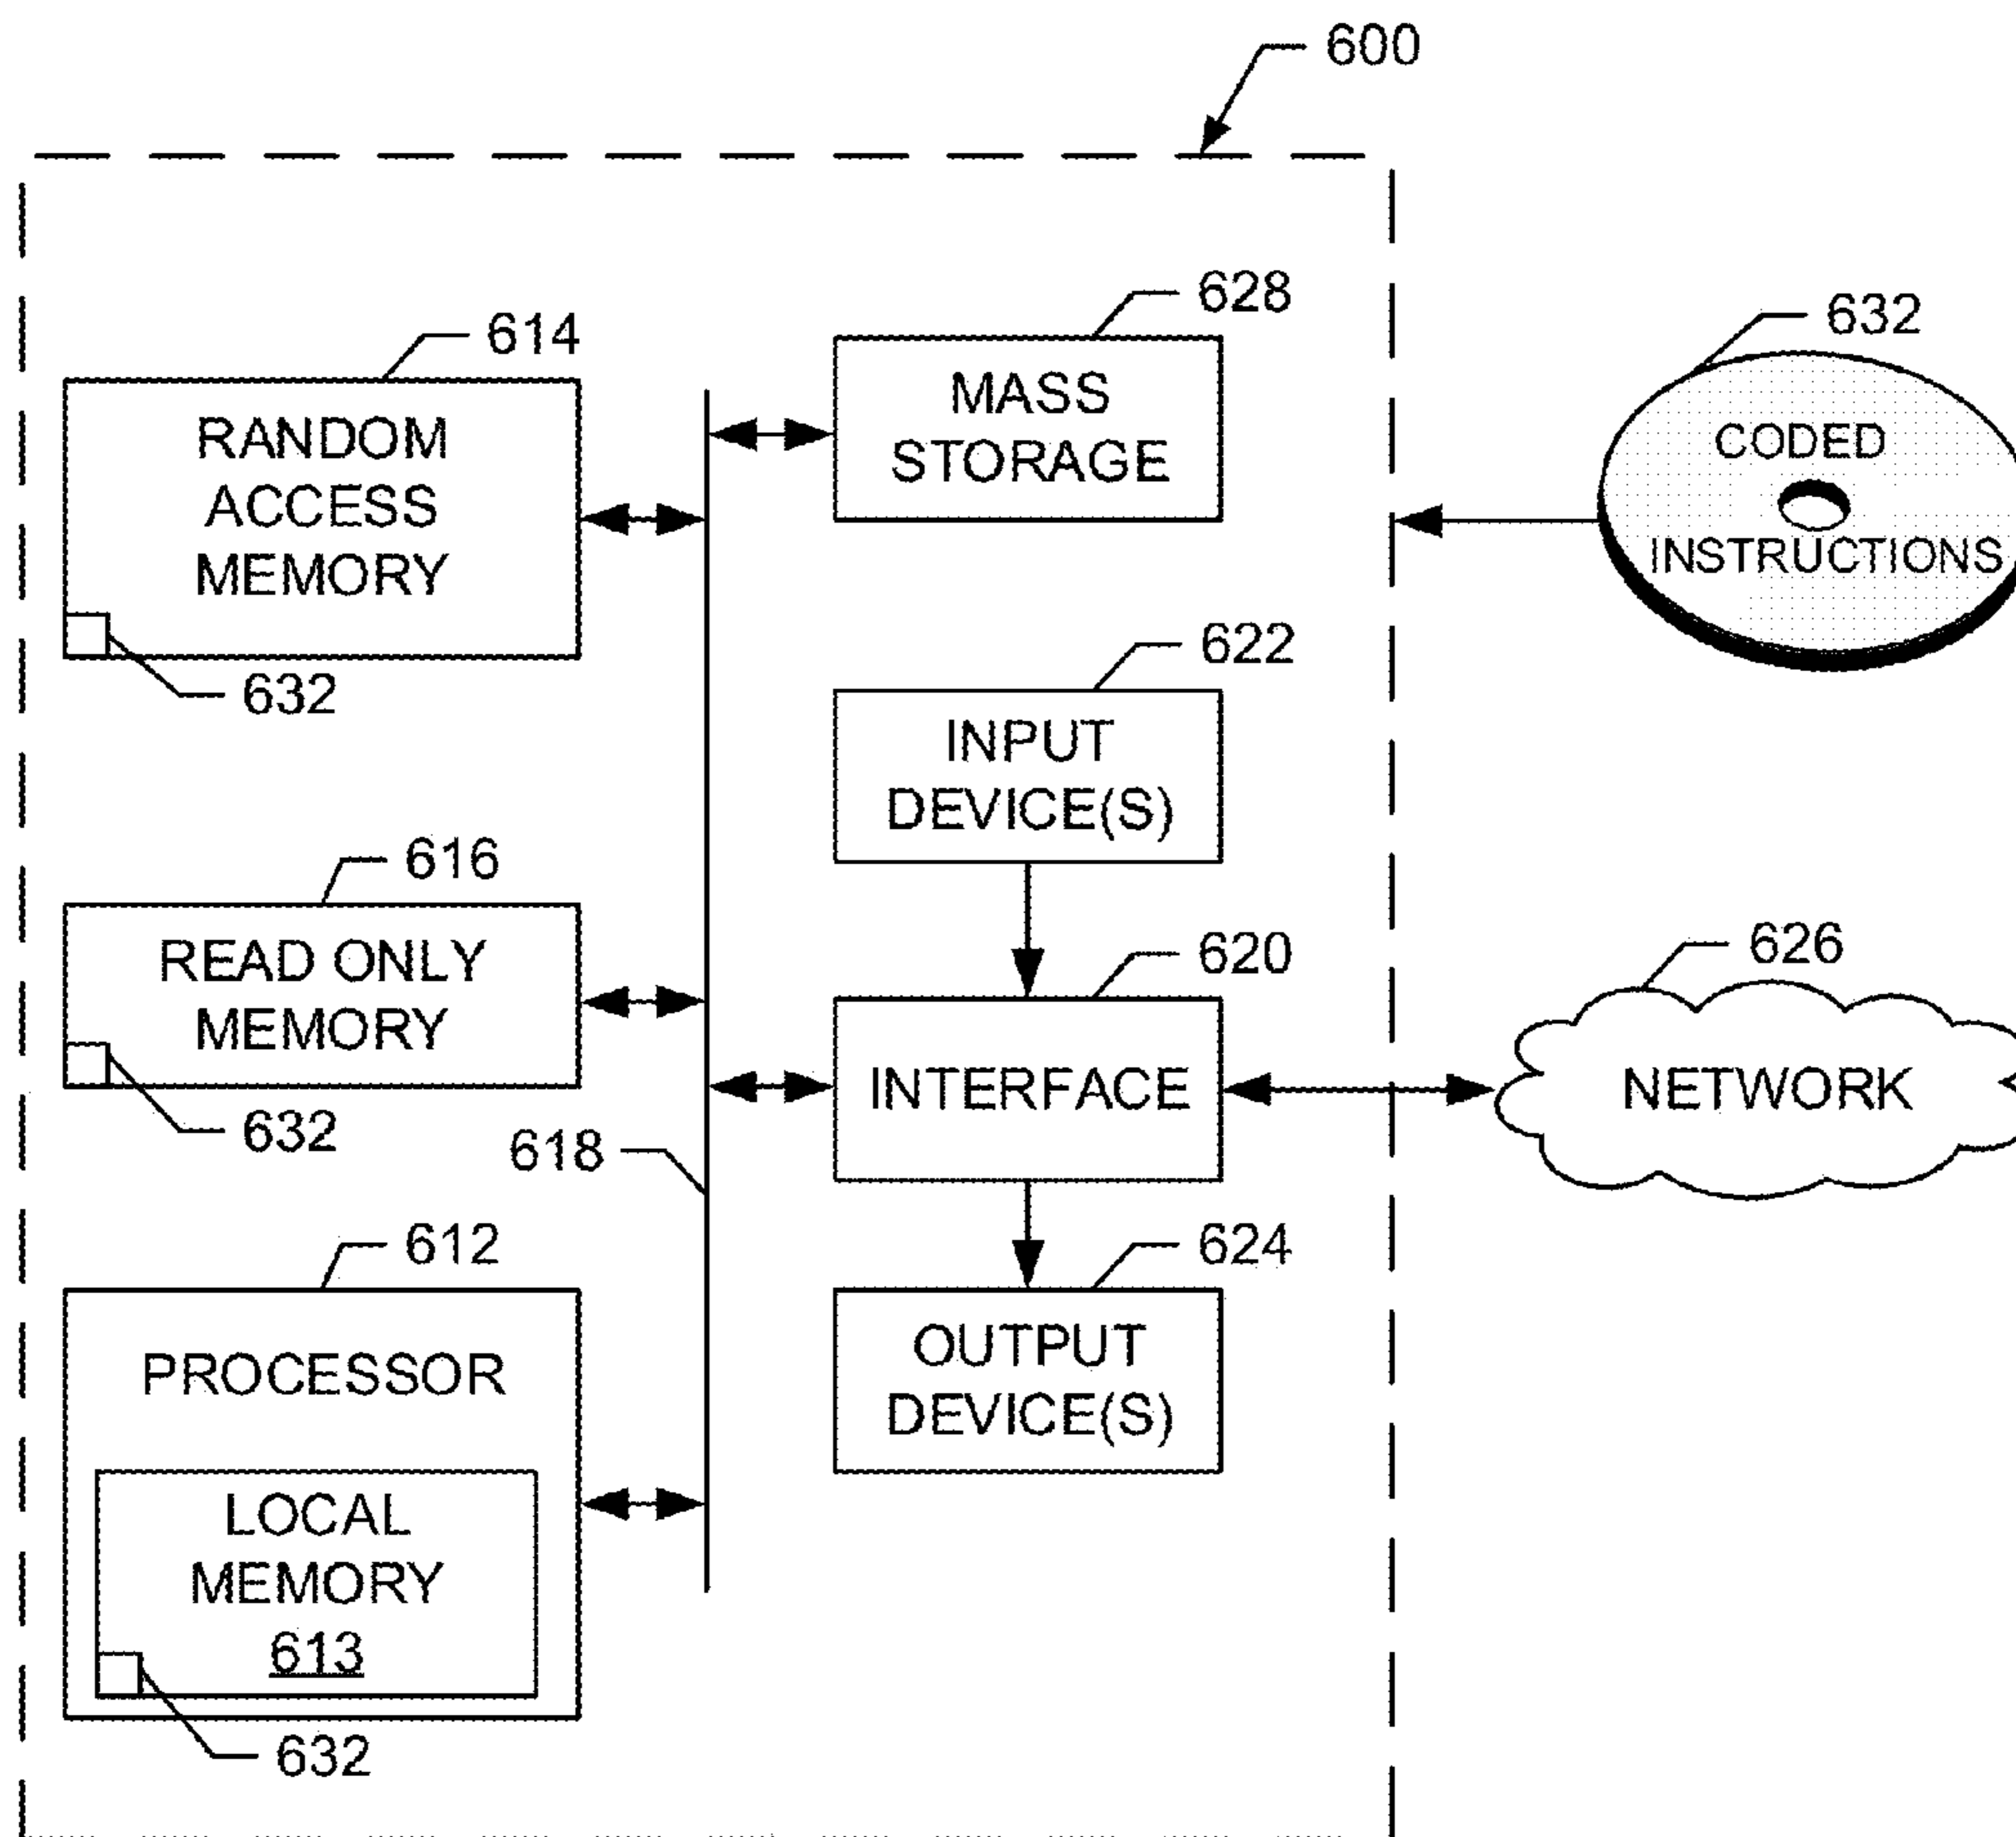 600
628
MASS
STORAGE
614
RANDOM
ACCESS
MEMORY
632
632
CODED
INSTRUCTIONS
622
INPUT
DEVICE(S)
616
READ ONLY
MEMORY
632
620
INTERFACE
626
NETWORK
618
612
PROCESSOR
LOCAL
MEMORY
613
632
624
OUTPUT
DEVICE(S)